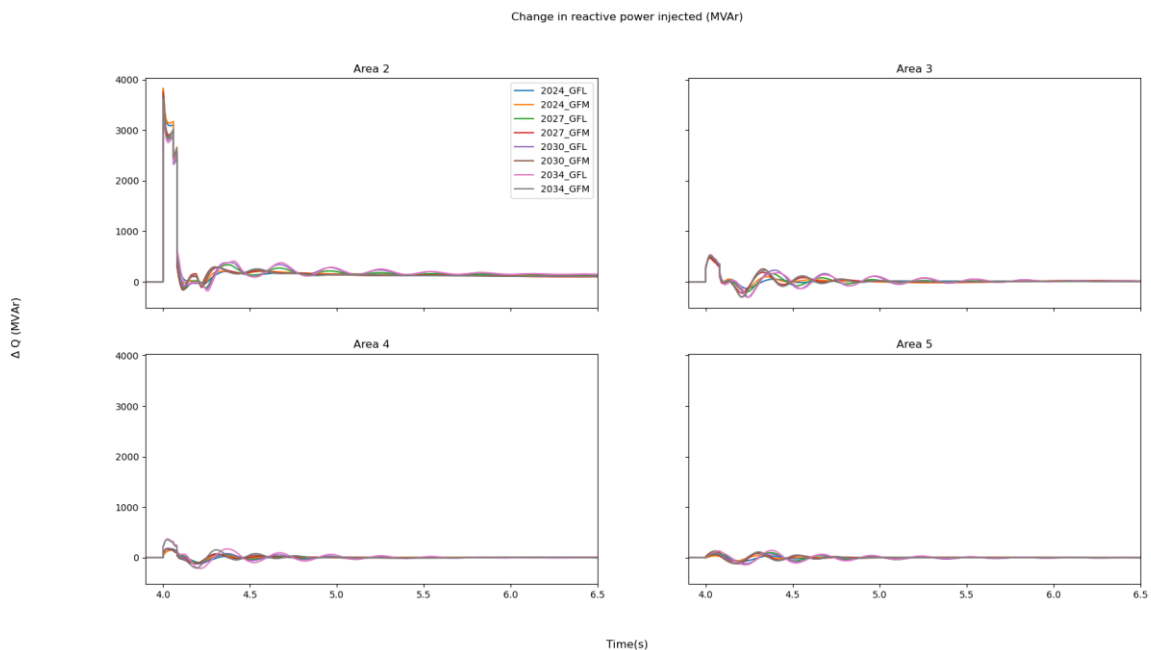 Change in reactive power injected (MVAr)
Area 2
Area 3
4000
3000
2000
1000
0
2024_GFL
2024_GFM
2027_GFL
2027_GFM
2030_GFL
2030_GFM
2034_GFL
2034_GFM
Δ Q (MVAr)
Area 4
Area 5
4000
3000
2000
1000
0
4.0 4.5 5.0 5.5 6.0 6.5
4.0 4.5 5.0 5.5 6.0 6.5
Time(s)